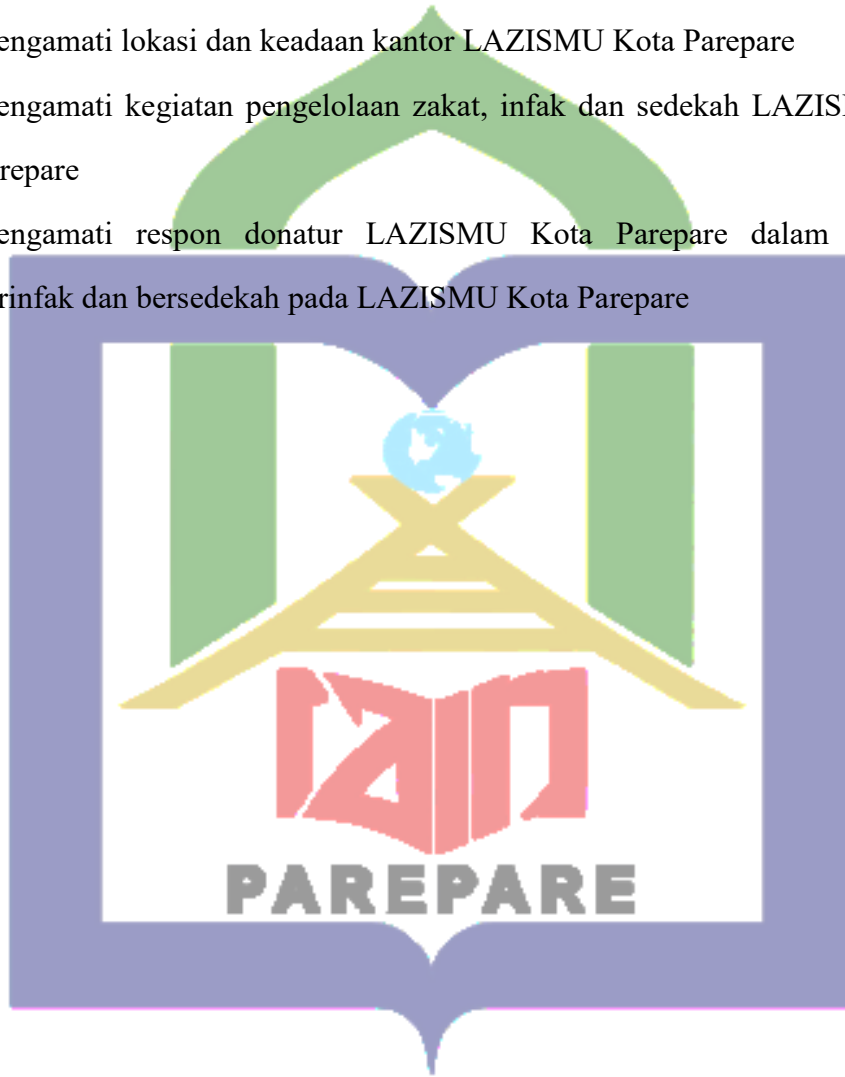 engamati lokasi dan keadaan kantor LAZISMU Kota Parepare
engamati kegiatan pengelolaan zakat, infak dan sedekah LAZIS
repare
engamati respon donatur LAZISMU Kota Parepare dalam
rinfak dan bersedekah pada LAZISMU Kota Parepare
iain
PAREPARE